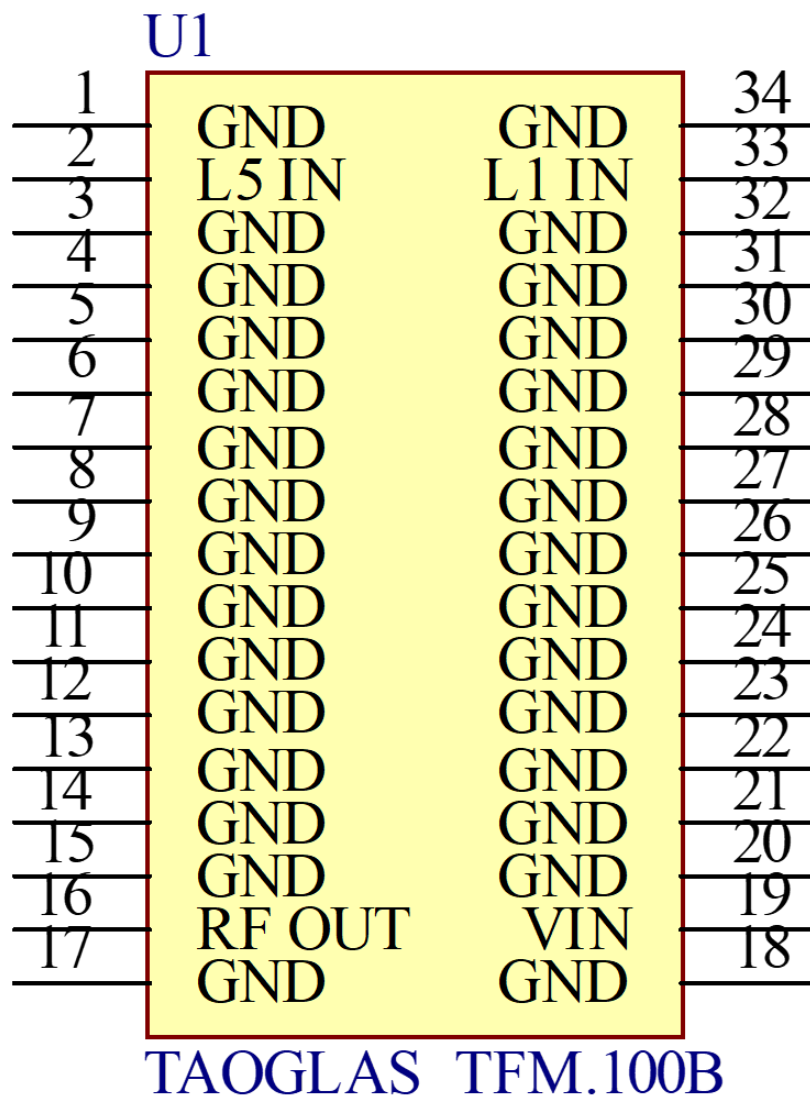 U1
1 GND GND 34
2 L5 IN L1 IN 33
3 GND GND 32
4 GND GND 31
5 GND GND 30
6 GND GND 29
7 GND GND 28
8 GND GND 27
9 GND GND 26
10 GND GND 25
11 GND GND 24
12 GND GND 23
13 GND GND 22
14 GND GND 21
15 GND GND 20
16 RF OUT VIN 19
17 GND GND 18
TAOGLAS TFM.100B